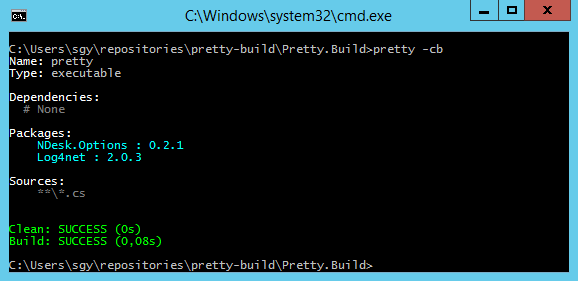 C:\Windows\system32\cmd.exe
C:\Users\sgy\repositories\pretty-build\Pretty.Build>pretty -cb
Name: pretty
Type: executable
Dependencies:
# None
Packages:
NDesk.Options : 0.2.1
Log4net : 2.0.3
Sources:
**\*.cs
Clean: SUCCESS (0s)
Build: SUCCESS (0,08s)
C:\Users\sgy\repositories\pretty-build\Pretty.Build>